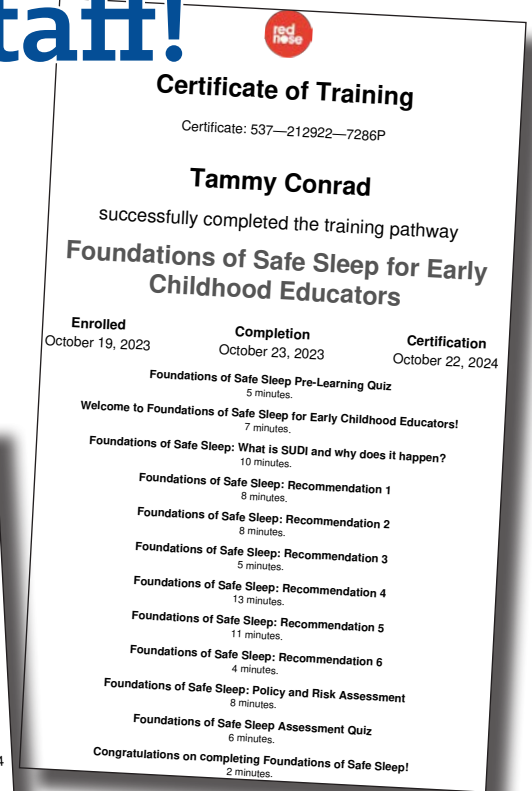 taff!
red
nose
Certificate of Training
Certificate: 537—212922—7286P
Tammy Conrad
successfully completed the training pathway
Foundations of Safe Sleep for Early
Childhood Educators
Enrolled Completion Certification
October 19, 2023 October 23, 2023 October 22, 2024
Foundations of Safe Sleep Pre-Learning Quiz
5 minutes.
Welcome to Foundations of Safe Sleep for Early Childhood Educators!
7 minutes.
Foundations of Safe Sleep: What is SUDI and why does it happen?
10 minutes.
Foundations of Safe Sleep: Recommendation 1
8 minutes.
Foundations of Safe Sleep: Recommendation 2
8 minutes.
Foundations of Safe Sleep: Recommendation 3
5 minutes.
Foundations of Safe Sleep: Recommendation 4
13 minutes.
Foundations of Safe Sleep: Recommendation 5
11 minutes.
Foundations of Safe Sleep: Recommendation 6
4 minutes.
Foundations of Safe Sleep: Policy and Risk Assessment
8 minutes.
Foundations of Safe Sleep Assessment Quiz
6 minutes.
Congratulations on completing Foundations of Safe Sleep!
2 minutes.
4